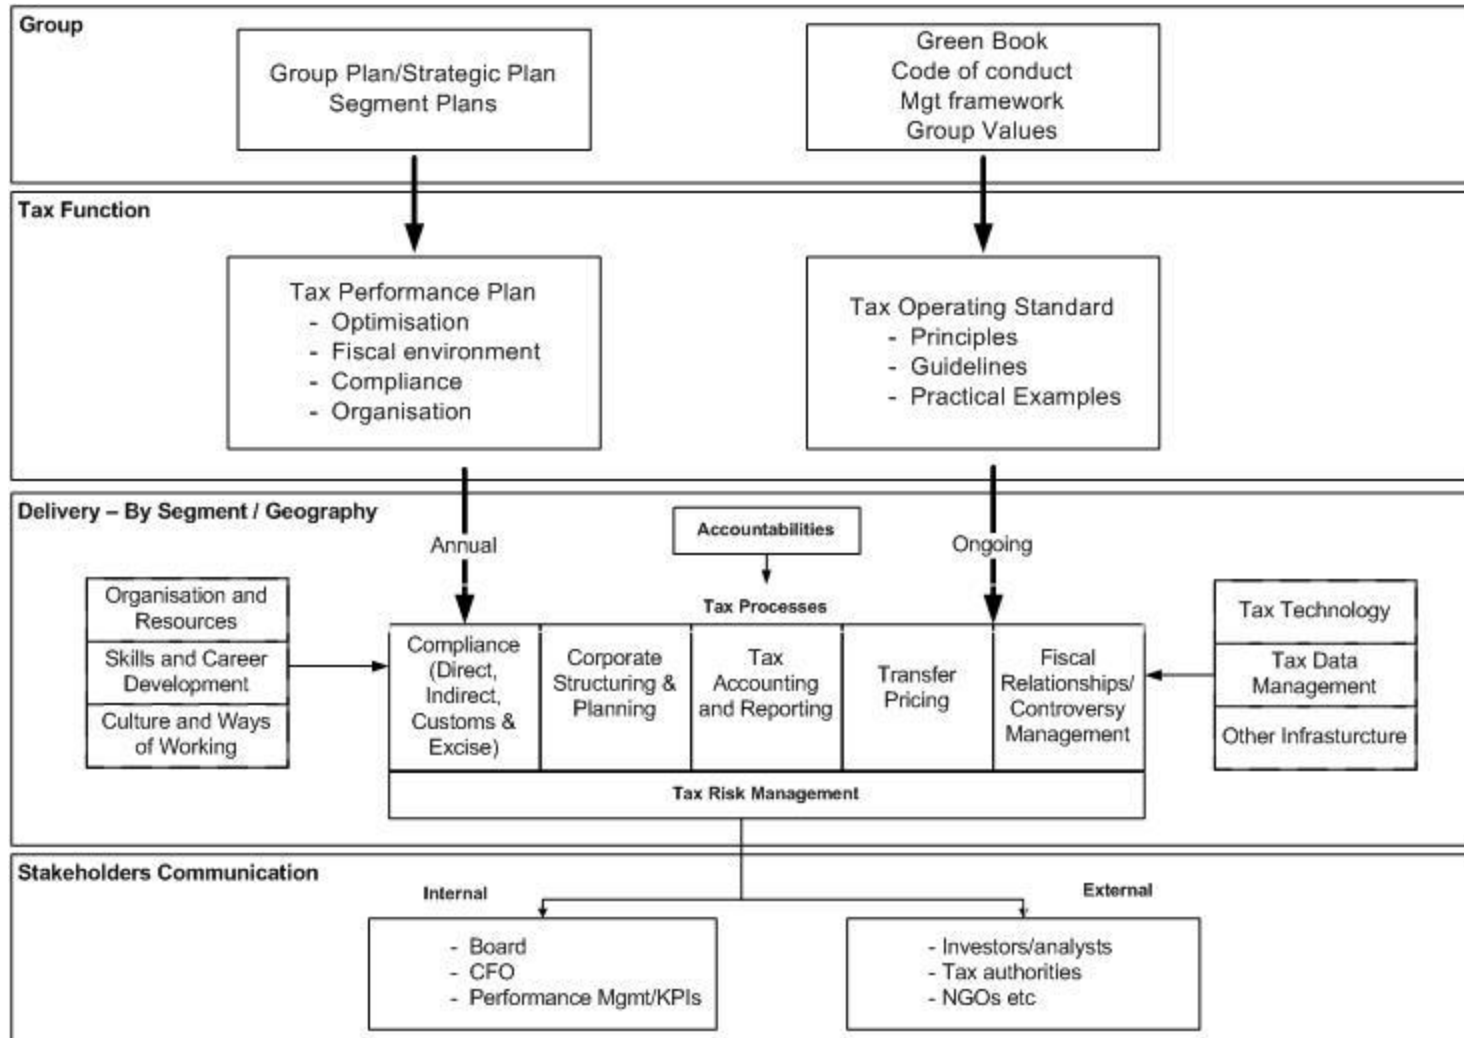 Group
Group Plan/Strategic Plan
Segment Plans
Green Book
Code of conduct
Mgt framework
Group Values
Tax Function
Tax Performance Plan
- Optimisation
- Fiscal environment
- Compliance
- Organisation
Tax Operating Standard
- Principles
- Guidelines
- Practical Examples
Delivery – By Segment / Geography
Annual
Accountabilities
Ongoing
Organisation and
Resources
Skills and Career
Development
Culture and Ways
of Working
Tax Processes
Compliance
(Direct,
Indirect,
Customs &
Excise)
Corporate
Structuring &
Planning
Tax
Accounting
and Reporting
Transfer
Pricing
Fiscal
Relationships/
Controversy
Management
Tax Risk Management
Tax Technology
Tax Data
Management
Other Infrasturcture
Stakeholders Communication
Internal
- Board
- CFO
- Performance Mgmt/KPIs
External
- Investors/analysts
- Tax authorities
- NGOs etc